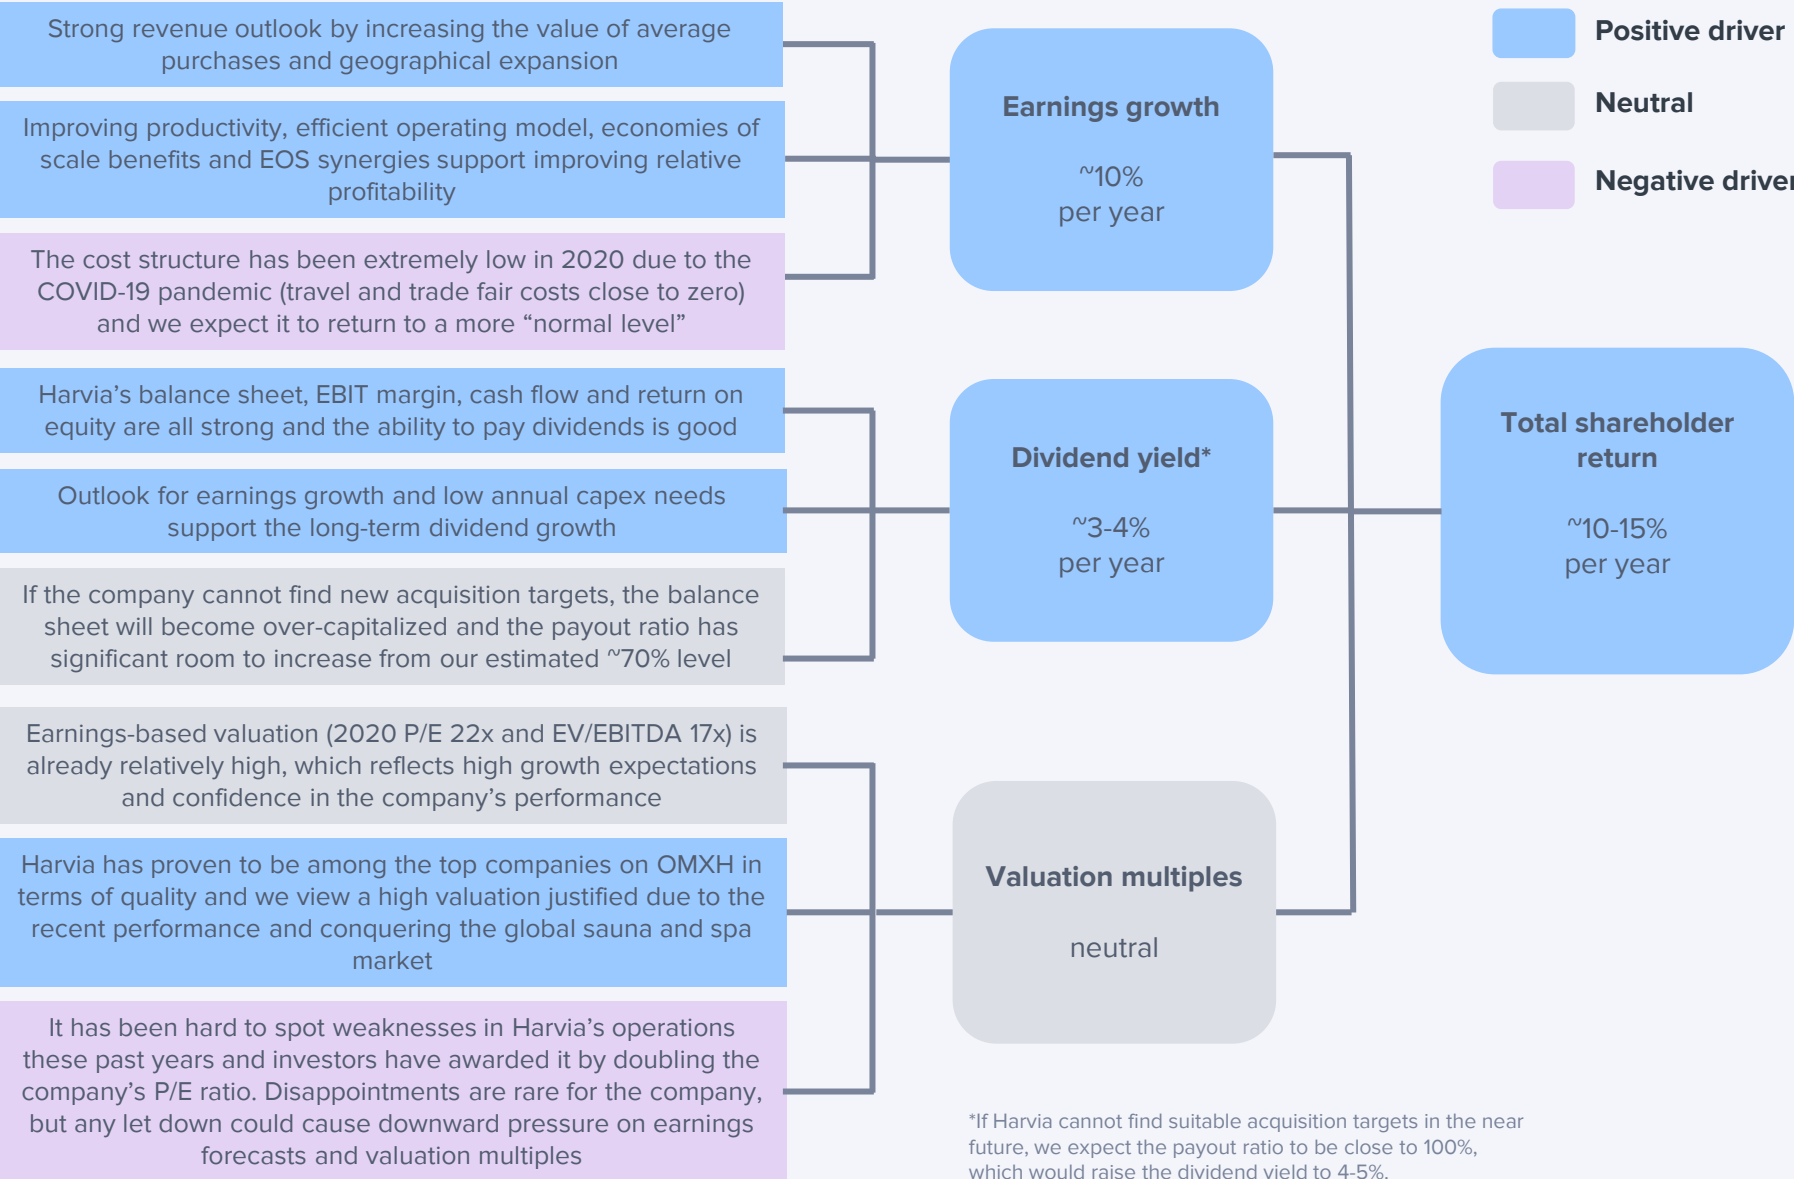 Strong revenue outlook by increasing the value of average
purchases and geographical expansion
Improving productivity, efficient operating model, economies of
scale benefits and EOS synergies support improving relative
profitability
The cost structure has been extremely low in 2020 due to the
COVID-19 pandemic (travel and trade fair costs close to zero)
and we expect it to return to a more “normal level”
Harvia’s balance sheet, EBIT margin, cash flow and return on
equity are all strong and the ability to pay dividends is good
Outlook for earnings growth and low annual capex needs
support the long-term dividend growth
If the company cannot find new acquisition targets, the balance
sheet will become over-capitalized and the payout ratio has
significant room to increase from our estimated ~70% level
Earnings-based valuation (2020 P/E 22x and EV/EBITDA 17x) is
already relatively high, which reflects high growth expectations
and confidence in the company’s performance
Harvia has proven to be among the top companies on OMXH in
terms of quality and we view a high valuation justified due to the
recent performance and conquering the global sauna and spa
market
It has been hard to spot weaknesses in Harvia’s operations
these past years and investors have awarded it by doubling the
company’s P/E ratio. Disappointments are rare for the company,
but any let down could cause downward pressure on earnings
forecasts and valuation multiples
Earnings growth
~10%
per year
Dividend yield*
~3-4%
per year
Valuation multiples
neutral
*If Harvia cannot find suitable acquisition targets in the near
future, we expect the payout ratio to be close to 100%,
which would raise the dividend yield to 4-5%.
Positive driver
Neutral
Negative driver
Total shareholder
return
~10-15%
per year